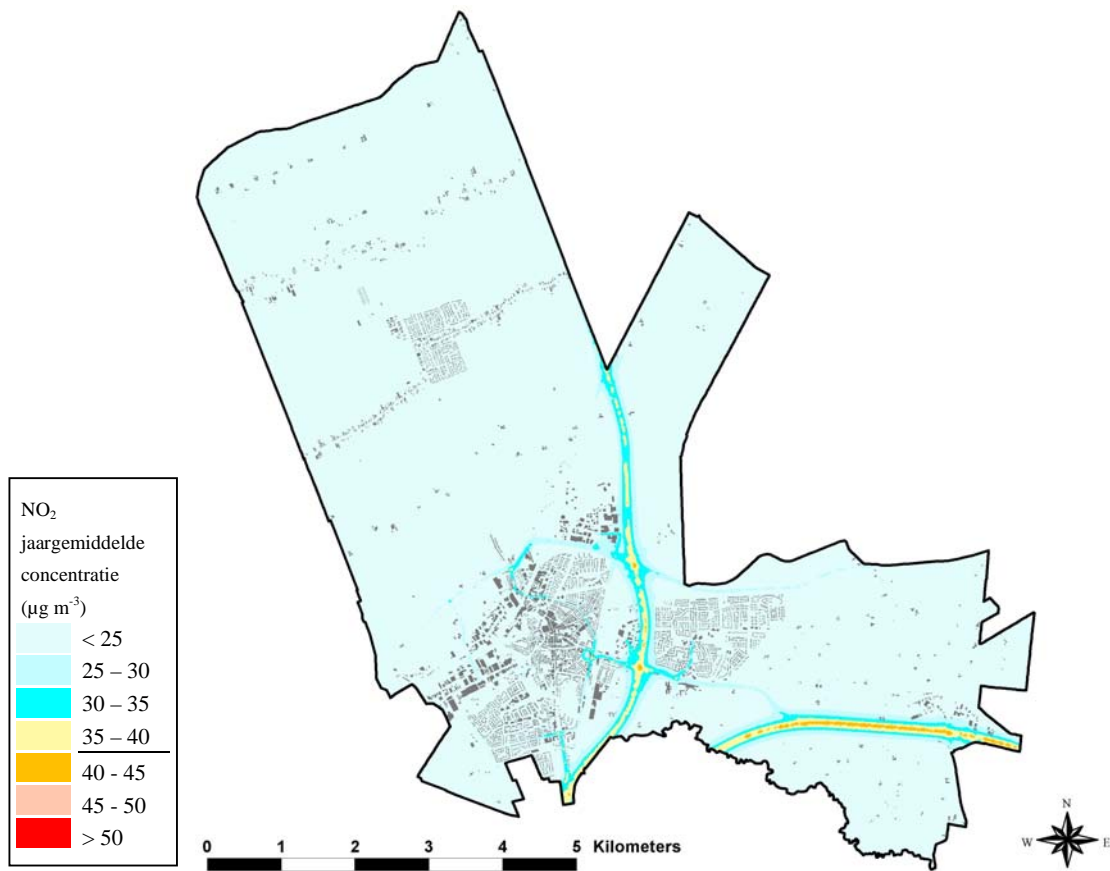 NO₂
jaargemiddelde
concentratie
(µg m⁻³)
< 25
25 – 30
30 – 35
35 – 40
40 - 45
45 - 50
> 50
0 1 2 3 4 5 Kilometers
N
W E
S